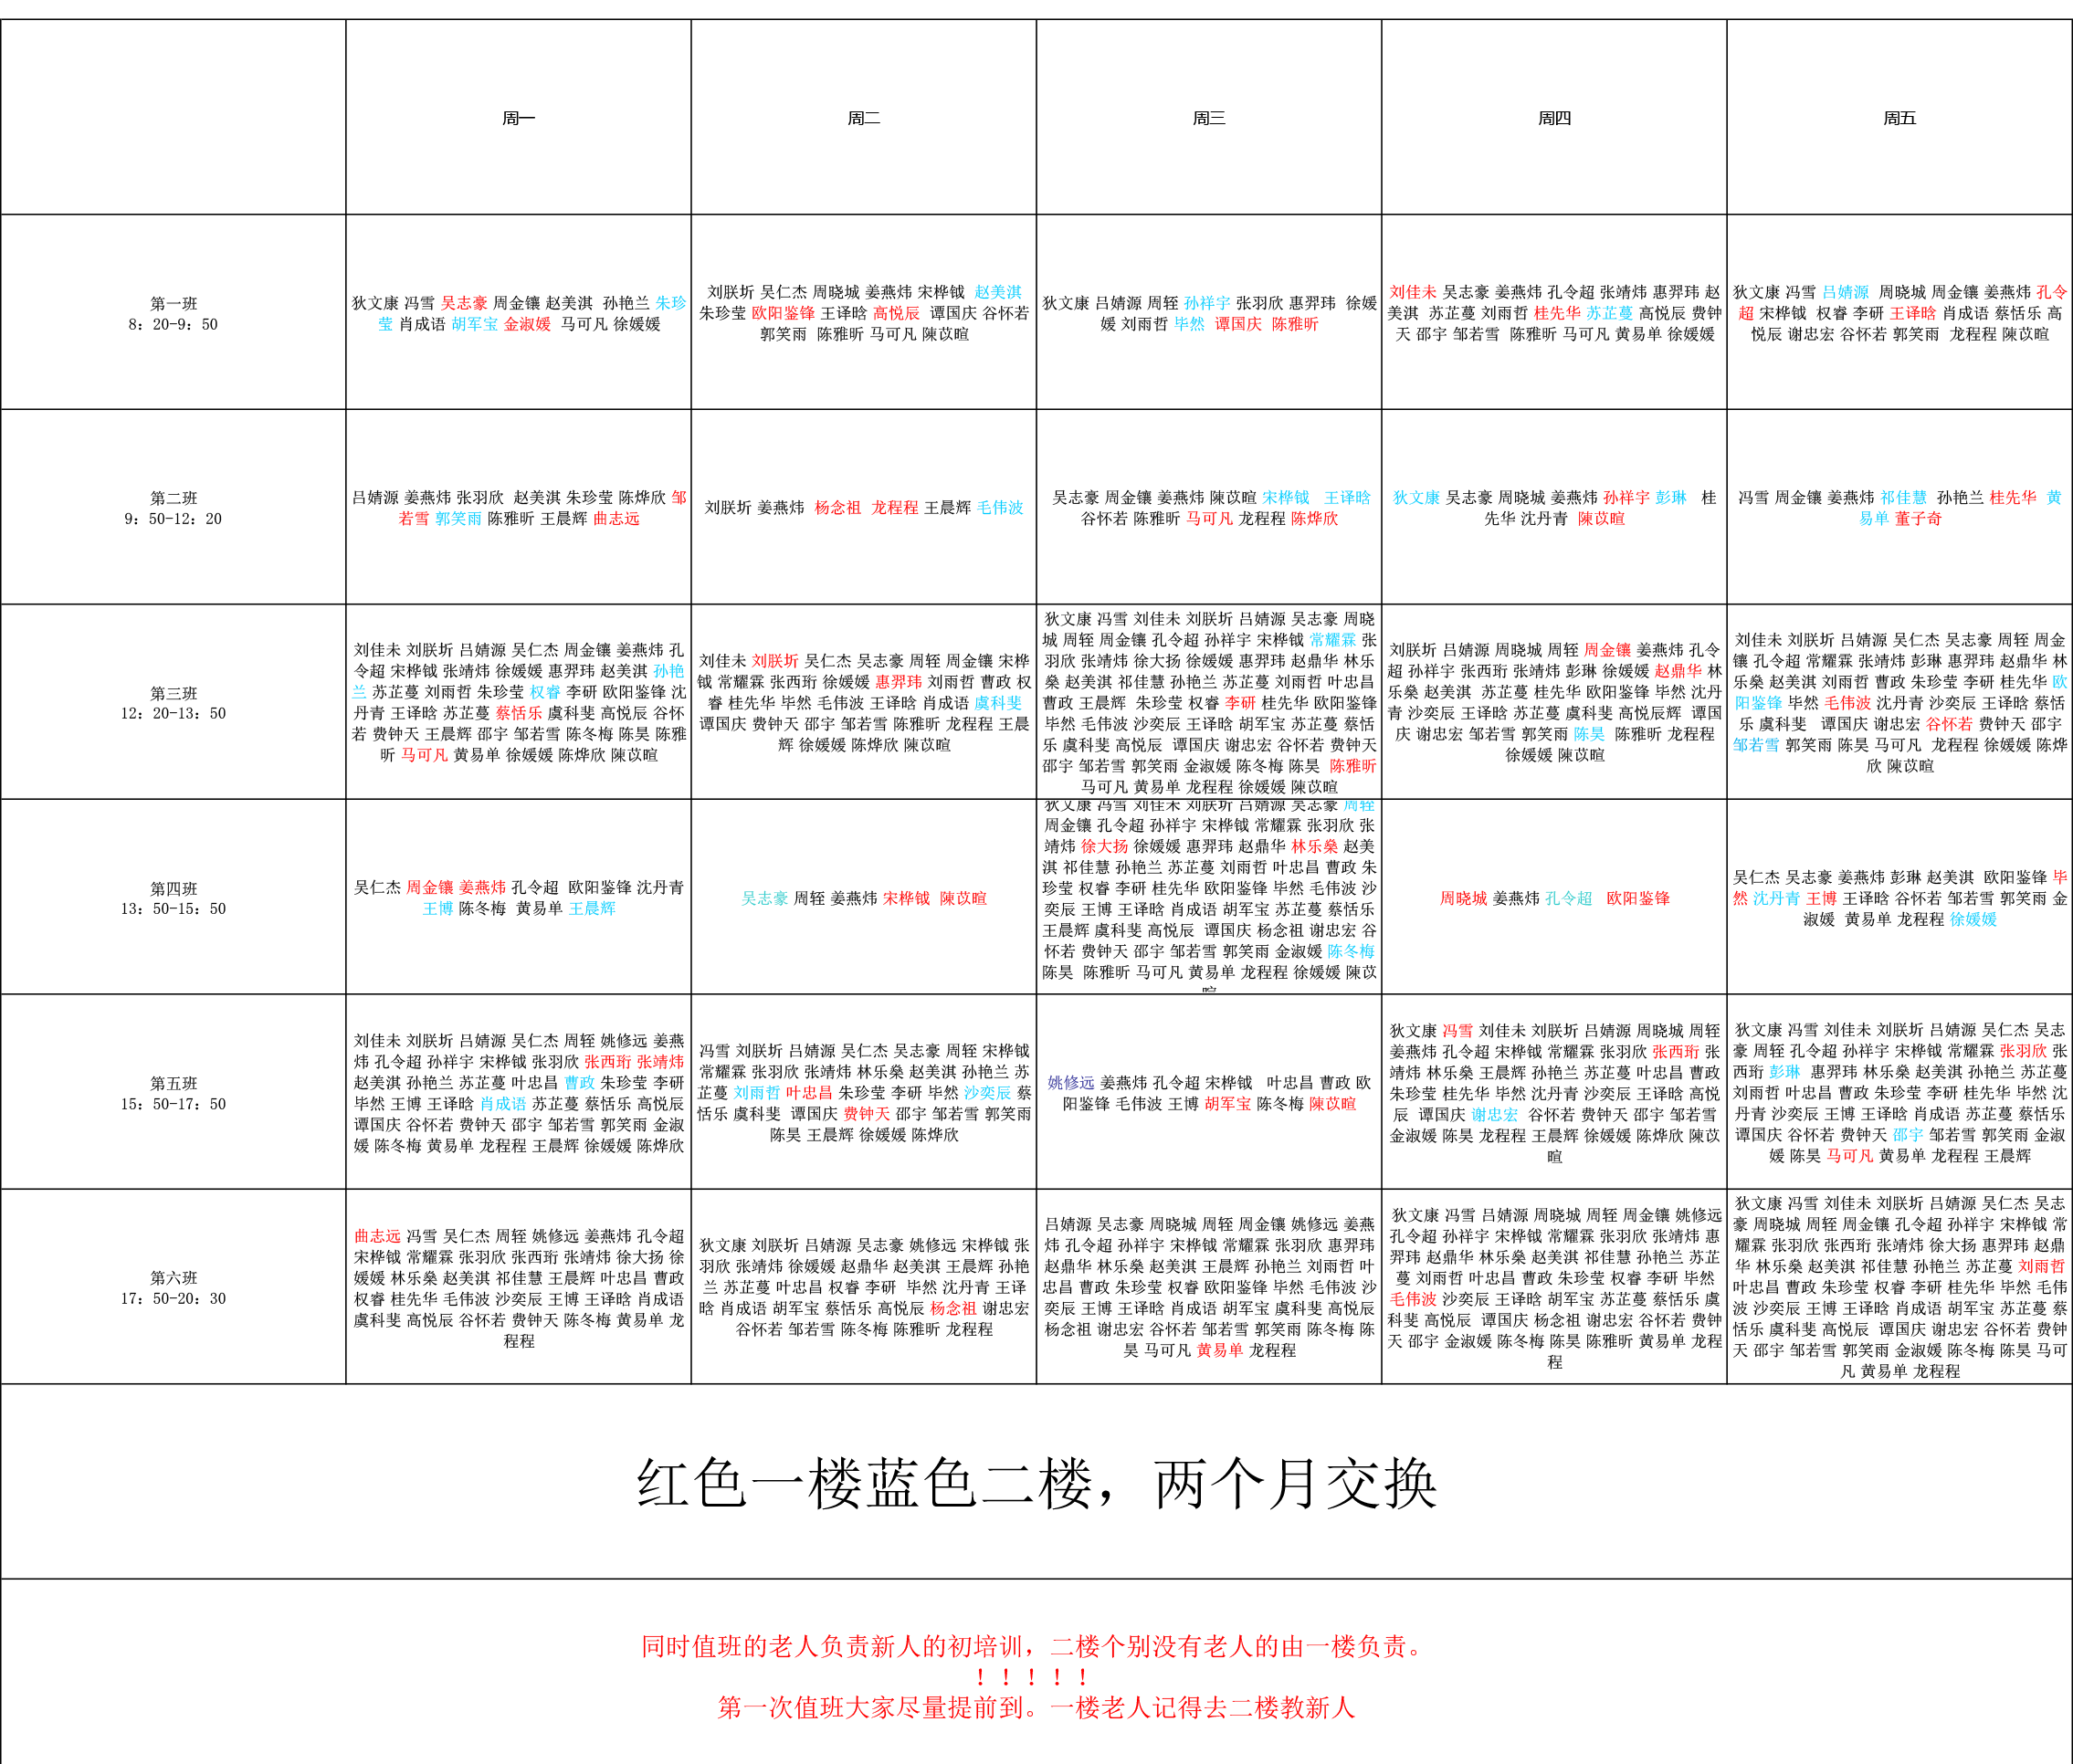 周一
周二
周三
周四
周五
第一班
8：20-9：50
狄文康 冯雪 吴志豪 周金镶 赵美淇 孙艳兰 朱珍
莹 肖成语 胡军宝 金淑媛 马可凡 徐媛媛
刘朕圻 吴仁杰 周晓城 姜燕炜 宋桦钺 赵美淇
朱珍莹 欧阳鉴锋 王译晗 高悦辰 谭国庆 谷怀若
郭笑雨 陈雅昕 马可凡 陳苡暄
狄文康 吕婧源 周轾 孙祥宇 张羽欣 惠羿玮 徐媛
媛 刘雨哲 毕然 谭国庆 陈雅昕
刘佳未 吴志豪 姜燕炜 孔令超 张靖炜 惠羿玮 赵
美淇 苏芷蔓 刘雨哲 桂先华 苏芷蔓 高悦辰 费钟
天 邵宇 邹若雪 陈雅昕 马可凡 黄易单 徐媛媛
狄文康 冯雪 吕婧源 周晓城 周金镶 姜燕炜 孔令
超 宋桦钺 权睿 李研 王译晗 肖成语 蔡恬乐 高
悦辰 谢忠宏 谷怀若 郭笑雨 龙程程 陳苡暄
第二班
9：50-12：20
吕婧源 姜燕炜 张羽欣 赵美淇 朱珍莹 陈烨欣 邹
若雪 郭笑雨 陈雅昕 王晨辉 曲志远
刘朕圻 姜燕炜 杨念祖 龙程程 王晨辉 毛伟波
吴志豪 周金镶 姜燕炜 陳苡暄 宋桦钺 王译晗
谷怀若 陈雅昕 马可凡 龙程程 陈烨欣
狄文康 吴志豪 周晓城 姜燕炜 孙祥宇 彭琳 桂
先华 沈丹青 陳苡暄
冯雪 周金镶 姜燕炜 祁佳慧 孙艳兰 桂先华 黄
易单 董子奇
第三班
12：20-13：50
刘佳未 刘朕圻 吕婧源 吴仁杰 周金镶 姜燕炜 孔
令超 宋桦钺 张靖炜 徐媛媛 惠羿玮 赵美淇 孙艳
兰 苏芷蔓 刘雨哲 朱珍莹 权睿 李研 欧阳鉴锋 沈
丹青 王译晗 苏芷蔓 蔡恬乐 虞科斐 高悦辰 谷怀
若 费钟天 王晨辉 邵宇 邹若雪 陈冬梅 陈昊 陈雅
昕 马可凡 黄易单 徐媛媛 陈烨欣 陳苡暄
刘佳未 刘朕圻 吴仁杰 吴志豪 周轾 周金镶 宋桦
钺 常耀霖 张西珩 徐媛媛 惠羿玮 刘雨哲 曹政 权
睿 桂先华 毕然 毛伟波 王译晗 肖成语 虞科斐
谭国庆 费钟天 邵宇 邹若雪 陈雅昕 龙程程 王晨
辉 徐媛媛 陈烨欣 陳苡暄
狄文康 冯雪 刘佳未 刘朕圻 吕婧源 吴志豪 周晓
城 周轾 周金镶 孔令超 孙祥宇 宋桦钺 常耀霖 张
羽欣 张靖炜 徐大扬 徐媛媛 惠羿玮 赵鼎华 林乐
燊 赵美淇 祁佳慧 孙艳兰 苏芷蔓 刘雨哲 叶忠昌
曹政 王晨辉 朱珍莹 权睿 李研 桂先华 欧阳鉴锋
毕然 毛伟波 沙奕辰 王译晗 胡军宝 苏芷蔓 蔡恬
乐 虞科斐 高悦辰 谭国庆 谢忠宏 谷怀若 费钟天
邵宇 邹若雪 郭笑雨 金淑媛 陈冬梅 陈昊 陈雅昕
马可凡 黄易单 龙程程 徐媛媛 陳苡暄
刘朕圻 吕婧源 周晓城 周轾 周金镶 姜燕炜 孔令
超 孙祥宇 张西珩 张靖炜 彭琳 徐媛媛 赵鼎华 林
乐燊 赵美淇 苏芷蔓 桂先华 欧阳鉴锋 毕然 沈丹
青 沙奕辰 王译晗 苏芷蔓 虞科斐 高悦辰辉 谭国
庆 谢忠宏 邹若雪 郭笑雨 陈昊 陈雅昕 龙程程
徐媛媛 陳苡暄
刘佳未 刘朕圻 吕婧源 吴仁杰 吴志豪 周轾 周金
镶 孔令超 常耀霖 张靖炜 彭琳 惠羿玮 赵鼎华 林
乐燊 赵美淇 刘雨哲 曹政 朱珍莹 李研 桂先华 欧
阳鉴锋 毕然 毛伟波 沈丹青 沙奕辰 王译晗 蔡恬
乐 虞科斐 谭国庆 谢忠宏 谷怀若 费钟天 邵宇
邹若雪 郭笑雨 陈昊 马可凡 龙程程 徐媛媛 陈烨
欣 陳苡暄
第四班
13：50-15：50
吴仁杰 周金镶 姜燕炜 孔令超 欧阳鉴锋 沈丹青
王博 陈冬梅 黄易单 王晨辉
吴志豪 周轾 姜燕炜 宋桦钺 陳苡暄
狄文康 冯雪 刘佳未 刘朕圻 吕婧源 吴志豪 周轾
周金镶 孔令超 孙祥宇 宋桦钺 常耀霖 张羽欣 张
靖炜 徐大扬 徐媛媛 惠羿玮 赵鼎华 林乐燊 赵美
淇 祁佳慧 孙艳兰 苏芷蔓 刘雨哲 叶忠昌 曹政 朱
珍莹 权睿 李研 桂先华 欧阳鉴锋 毕然 毛伟波 沙
奕辰 王博 王译晗 肖成语 胡军宝 苏芷蔓 蔡恬乐
王晨辉 虞科斐 高悦辰 谭国庆 杨念祖 谢忠宏 谷
怀若 费钟天 邵宇 邹若雪 郭笑雨 金淑媛 陈冬梅
陈昊 陈雅昕 马可凡 黄易单 龙程程 徐媛媛 陳苡
暄
周晓城 姜燕炜 孔令超 欧阳鉴锋
吴仁杰 吴志豪 姜燕炜 彭琳 赵美淇 欧阳鉴锋 毕
然 沈丹青 王博 王译晗 谷怀若 邹若雪 郭笑雨 金
淑媛 黄易单 龙程程 徐媛媛
第五班
15：50-17：50
刘佳未 刘朕圻 吕婧源 吴仁杰 周轾 姚修远 姜燕
炜 孔令超 孙祥宇 宋桦钺 张羽欣 张西珩 张靖炜
赵美淇 孙艳兰 苏芷蔓 叶忠昌 曹政 朱珍莹 李研
毕然 王博 王译晗 肖成语 苏芷蔓 蔡恬乐 高悦辰
谭国庆 谷怀若 费钟天 邵宇 邹若雪 郭笑雨 金淑
媛 陈冬梅 黄易单 龙程程 王晨辉 徐媛媛 陈烨欣
冯雪 刘朕圻 吕婧源 吴仁杰 吴志豪 周轾 宋桦钺
常耀霖 张羽欣 张靖炜 林乐燊 赵美淇 孙艳兰 苏
芷蔓 刘雨哲 叶忠昌 朱珍莹 李研 毕然 沙奕辰 蔡
恬乐 虞科斐 谭国庆 费钟天 邵宇 邹若雪 郭笑雨
陈昊 王晨辉 徐媛媛 陈烨欣
姚修远 姜燕炜 孔令超 宋桦钺 叶忠昌 曹政 欧
阳鉴锋 毛伟波 王博 胡军宝 陈冬梅 陳苡暄
狄文康 冯雪 刘佳未 刘朕圻 吕婧源 周晓城 周轾
姜燕炜 孔令超 宋桦钺 常耀霖 张羽欣 张西珩 张
靖炜 林乐燊 王晨辉 孙艳兰 苏芷蔓 叶忠昌 曹政
朱珍莹 桂先华 毕然 沈丹青 沙奕辰 王译晗 高悦
辰 谭国庆 谢忠宏 谷怀若 费钟天 邵宇 邹若雪
金淑媛 陈昊 龙程程 王晨辉 徐媛媛 陈烨欣 陳苡
暄
狄文康 冯雪 刘佳未 刘朕圻 吕婧源 吴仁杰 吴志
豪 周轾 孔令超 孙祥宇 宋桦钺 常耀霖 张羽欣 张
西珩 彭琳 惠羿玮 林乐燊 赵美淇 孙艳兰 苏芷蔓
刘雨哲 叶忠昌 曹政 朱珍莹 李研 桂先华 毕然 沈
丹青 沙奕辰 王博 王译晗 肖成语 苏芷蔓 蔡恬乐
谭国庆 谷怀若 费钟天 邵宇 邹若雪 郭笑雨 金淑
媛 陈昊 马可凡 黄易单 龙程程 王晨辉
第六班
17：50-20：30
曲志远 冯雪 吴仁杰 周轾 姚修远 姜燕炜 孔令超
宋桦钺 常耀霖 张羽欣 张西珩 张靖炜 徐大扬 徐
媛媛 林乐燊 赵美淇 祁佳慧 王晨辉 叶忠昌 曹政
权睿 桂先华 毛伟波 沙奕辰 王博 王译晗 肖成语
虞科斐 高悦辰 谷怀若 费钟天 陈冬梅 黄易单 龙
程程
狄文康 刘朕圻 吕婧源 吴志豪 姚修远 宋桦钺 张
羽欣 张靖炜 徐媛媛 赵鼎华 赵美淇 王晨辉 孙艳
兰 苏芷蔓 叶忠昌 权睿 李研 毕然 沈丹青 王译
晗 肖成语 胡军宝 蔡恬乐 高悦辰 杨念祖 谢忠宏
谷怀若 邹若雪 陈冬梅 陈雅昕 龙程程
吕婧源 吴志豪 周晓城 周轾 周金镶 姚修远 姜燕
炜 孔令超 孙祥宇 宋桦钺 常耀霖 张羽欣 惠羿玮
赵鼎华 林乐燊 赵美淇 王晨辉 孙艳兰 刘雨哲 叶
忠昌 曹政 朱珍莹 权睿 欧阳鉴锋 毕然 毛伟波 沙
奕辰 王博 王译晗 肖成语 胡军宝 虞科斐 高悦辰
杨念祖 谢忠宏 谷怀若 邹若雪 郭笑雨 陈冬梅 陈
昊 马可凡 黄易单 龙程程
狄文康 冯雪 吕婧源 周晓城 周轾 周金镶 姚修远
孔令超 孙祥宇 宋桦钺 常耀霖 张羽欣 张靖炜 惠
羿玮 赵鼎华 林乐燊 赵美淇 祁佳慧 孙艳兰 苏芷
蔓 刘雨哲 叶忠昌 曹政 朱珍莹 权睿 李研 毕然
毛伟波 沙奕辰 王译晗 胡军宝 苏芷蔓 蔡恬乐 虞
科斐 高悦辰 谭国庆 杨念祖 谢忠宏 谷怀若 费钟
天 邵宇 金淑媛 陈冬梅 陈昊 陈雅昕 黄易单 龙程
程
狄文康 冯雪 刘佳未 刘朕圻 吕婧源 吴仁杰 吴志
豪 周晓城 周轾 周金镶 孔令超 孙祥宇 宋桦钺 常
耀霖 张羽欣 张西珩 张靖炜 徐大扬 惠羿玮 赵鼎
华 林乐燊 赵美淇 祁佳慧 孙艳兰 苏芷蔓 刘雨哲
叶忠昌 曹政 朱珍莹 权睿 李研 桂先华 毕然 毛伟
波 沙奕辰 王博 王译晗 肖成语 胡军宝 苏芷蔓 蔡
恬乐 虞科斐 高悦辰 谭国庆 谢忠宏 谷怀若 费钟
天 邵宇 邹若雪 郭笑雨 金淑媛 陈冬梅 陈昊 马可
凡 黄易单 龙程程
红色一楼蓝色二楼，两个月交换
同时值班的老人负责新人的初培训，二楼个别没有老人的由一楼负责。
！！！！！
第一次值班大家尽量提前到。一楼老人记得去二楼教新人